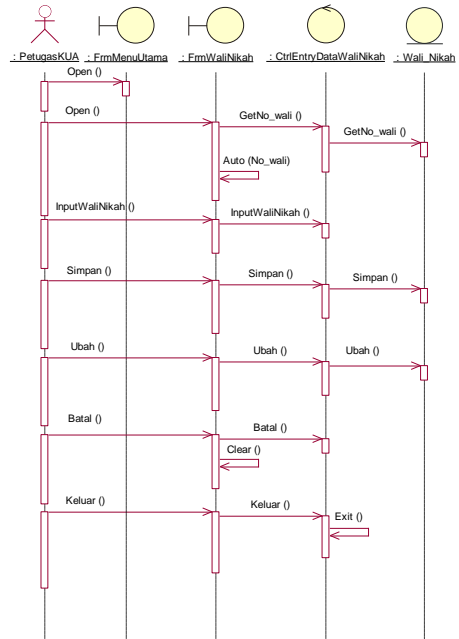 : PetugasKUA : FrmMenuUtama : FrmWaliNikah : CtrlEntryDataWaliNikah : Wali_Nikah
Open ()
Open ()
GetNo_wali ()
GetNo_wali ()
Auto (No_wali)
InputWaliNikah ()
InputWaliNikah ()
Simpan ()
Simpan ()
Simpan ()
Ubah ()
Ubah ()
Ubah ()
Batal ()
Batal ()
Clear ()
Keluar ()
Keluar ()
Exit ()